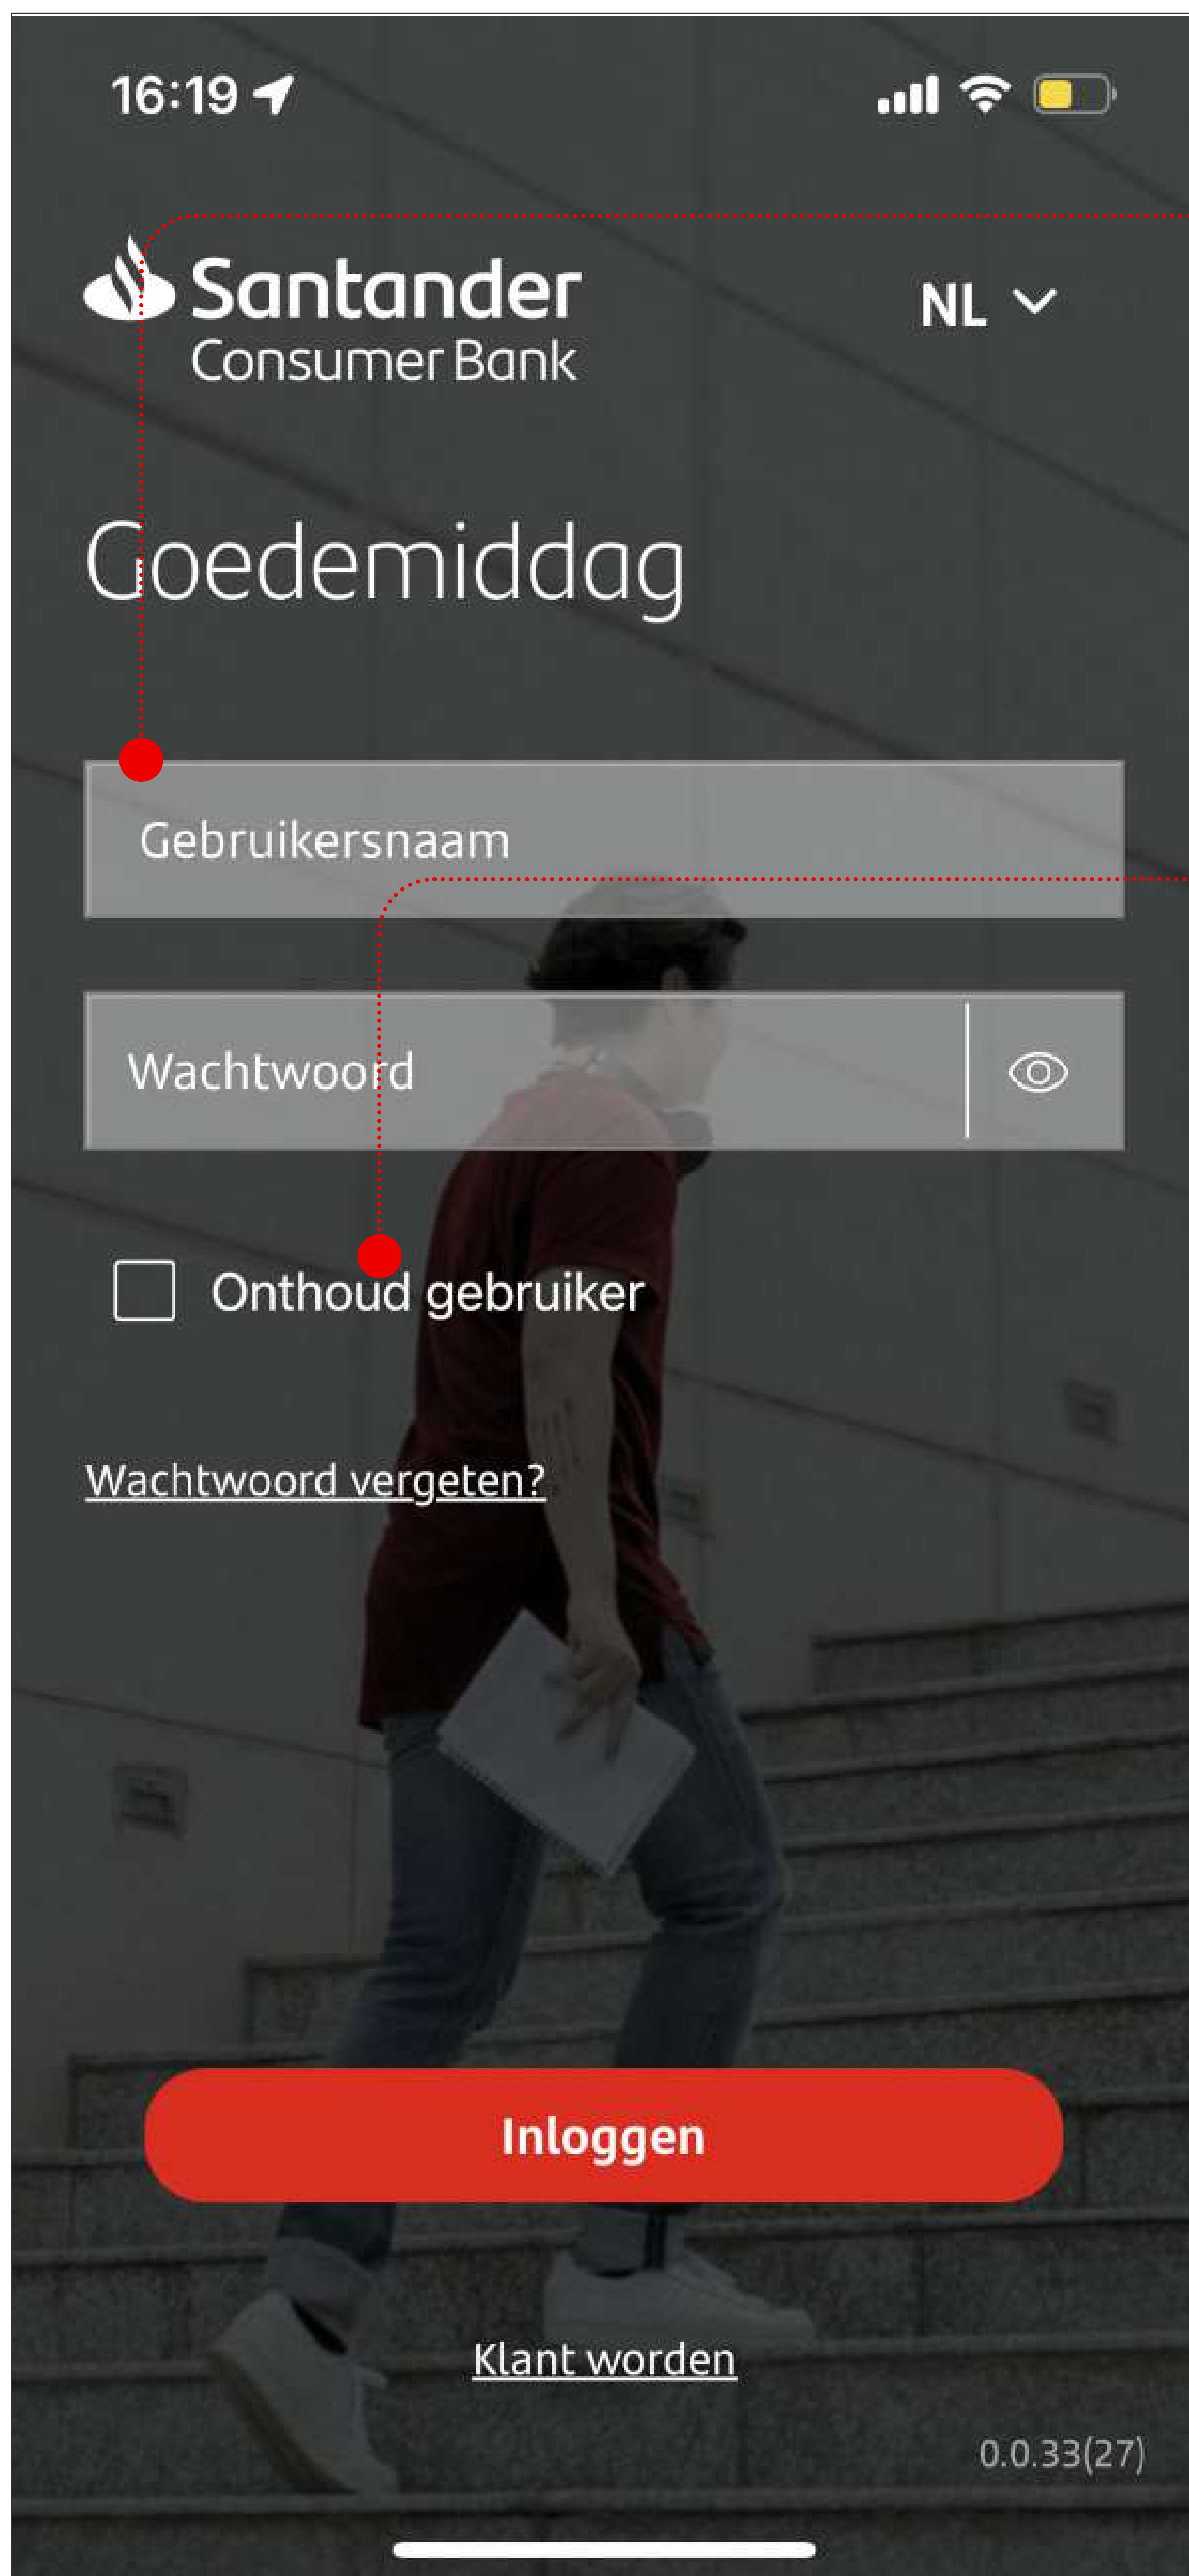 16:19
Santander
Consumer Bank
NL
Goedemiddag
Gebruikersnaam
Wachtwoord
Onthoud gebruiker
Wachtwoord vergeten?
Inloggen
Klant worden
0.0.33(27)